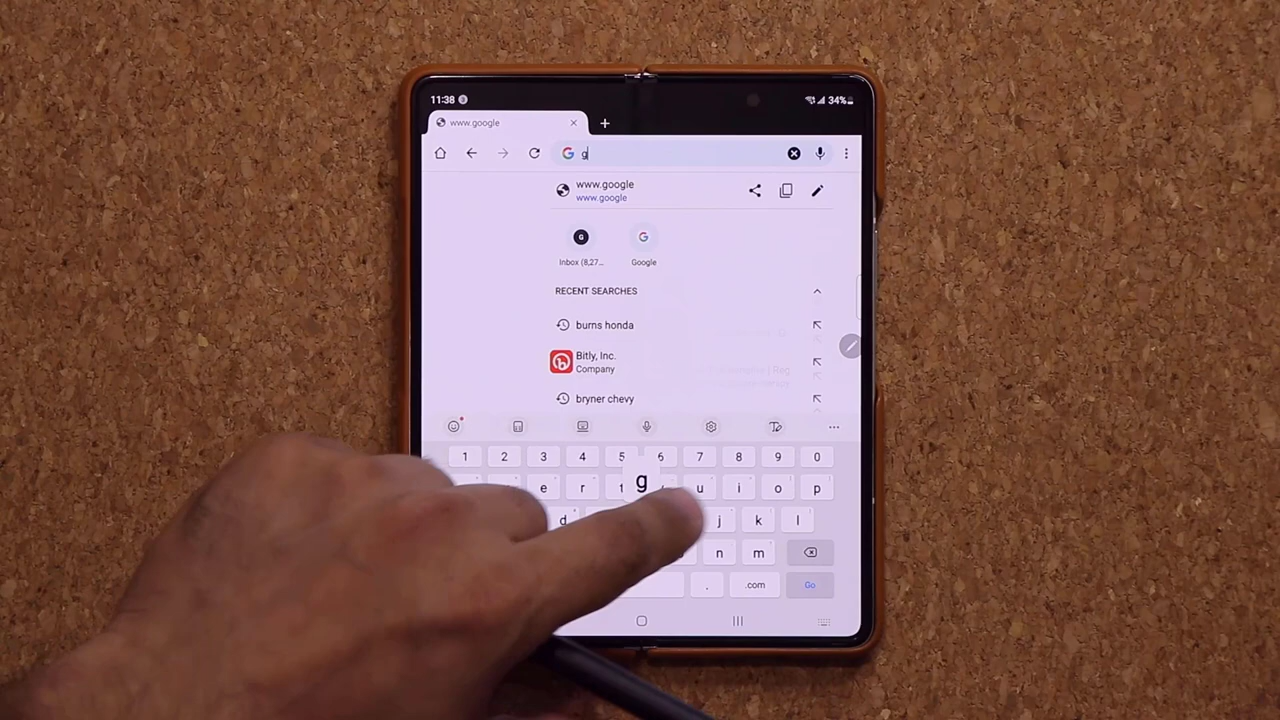 11:38
34%
www.google
g
www.google
www.google
G
Inbox (8,27...
Google
RECENT SEARCHES
burns honda
Bitly, Inc.
Company
bryner chevy
1 2 3 4 5 6 7 8 9 0
e r t g u i o p
d j k l
n m
. .com Go